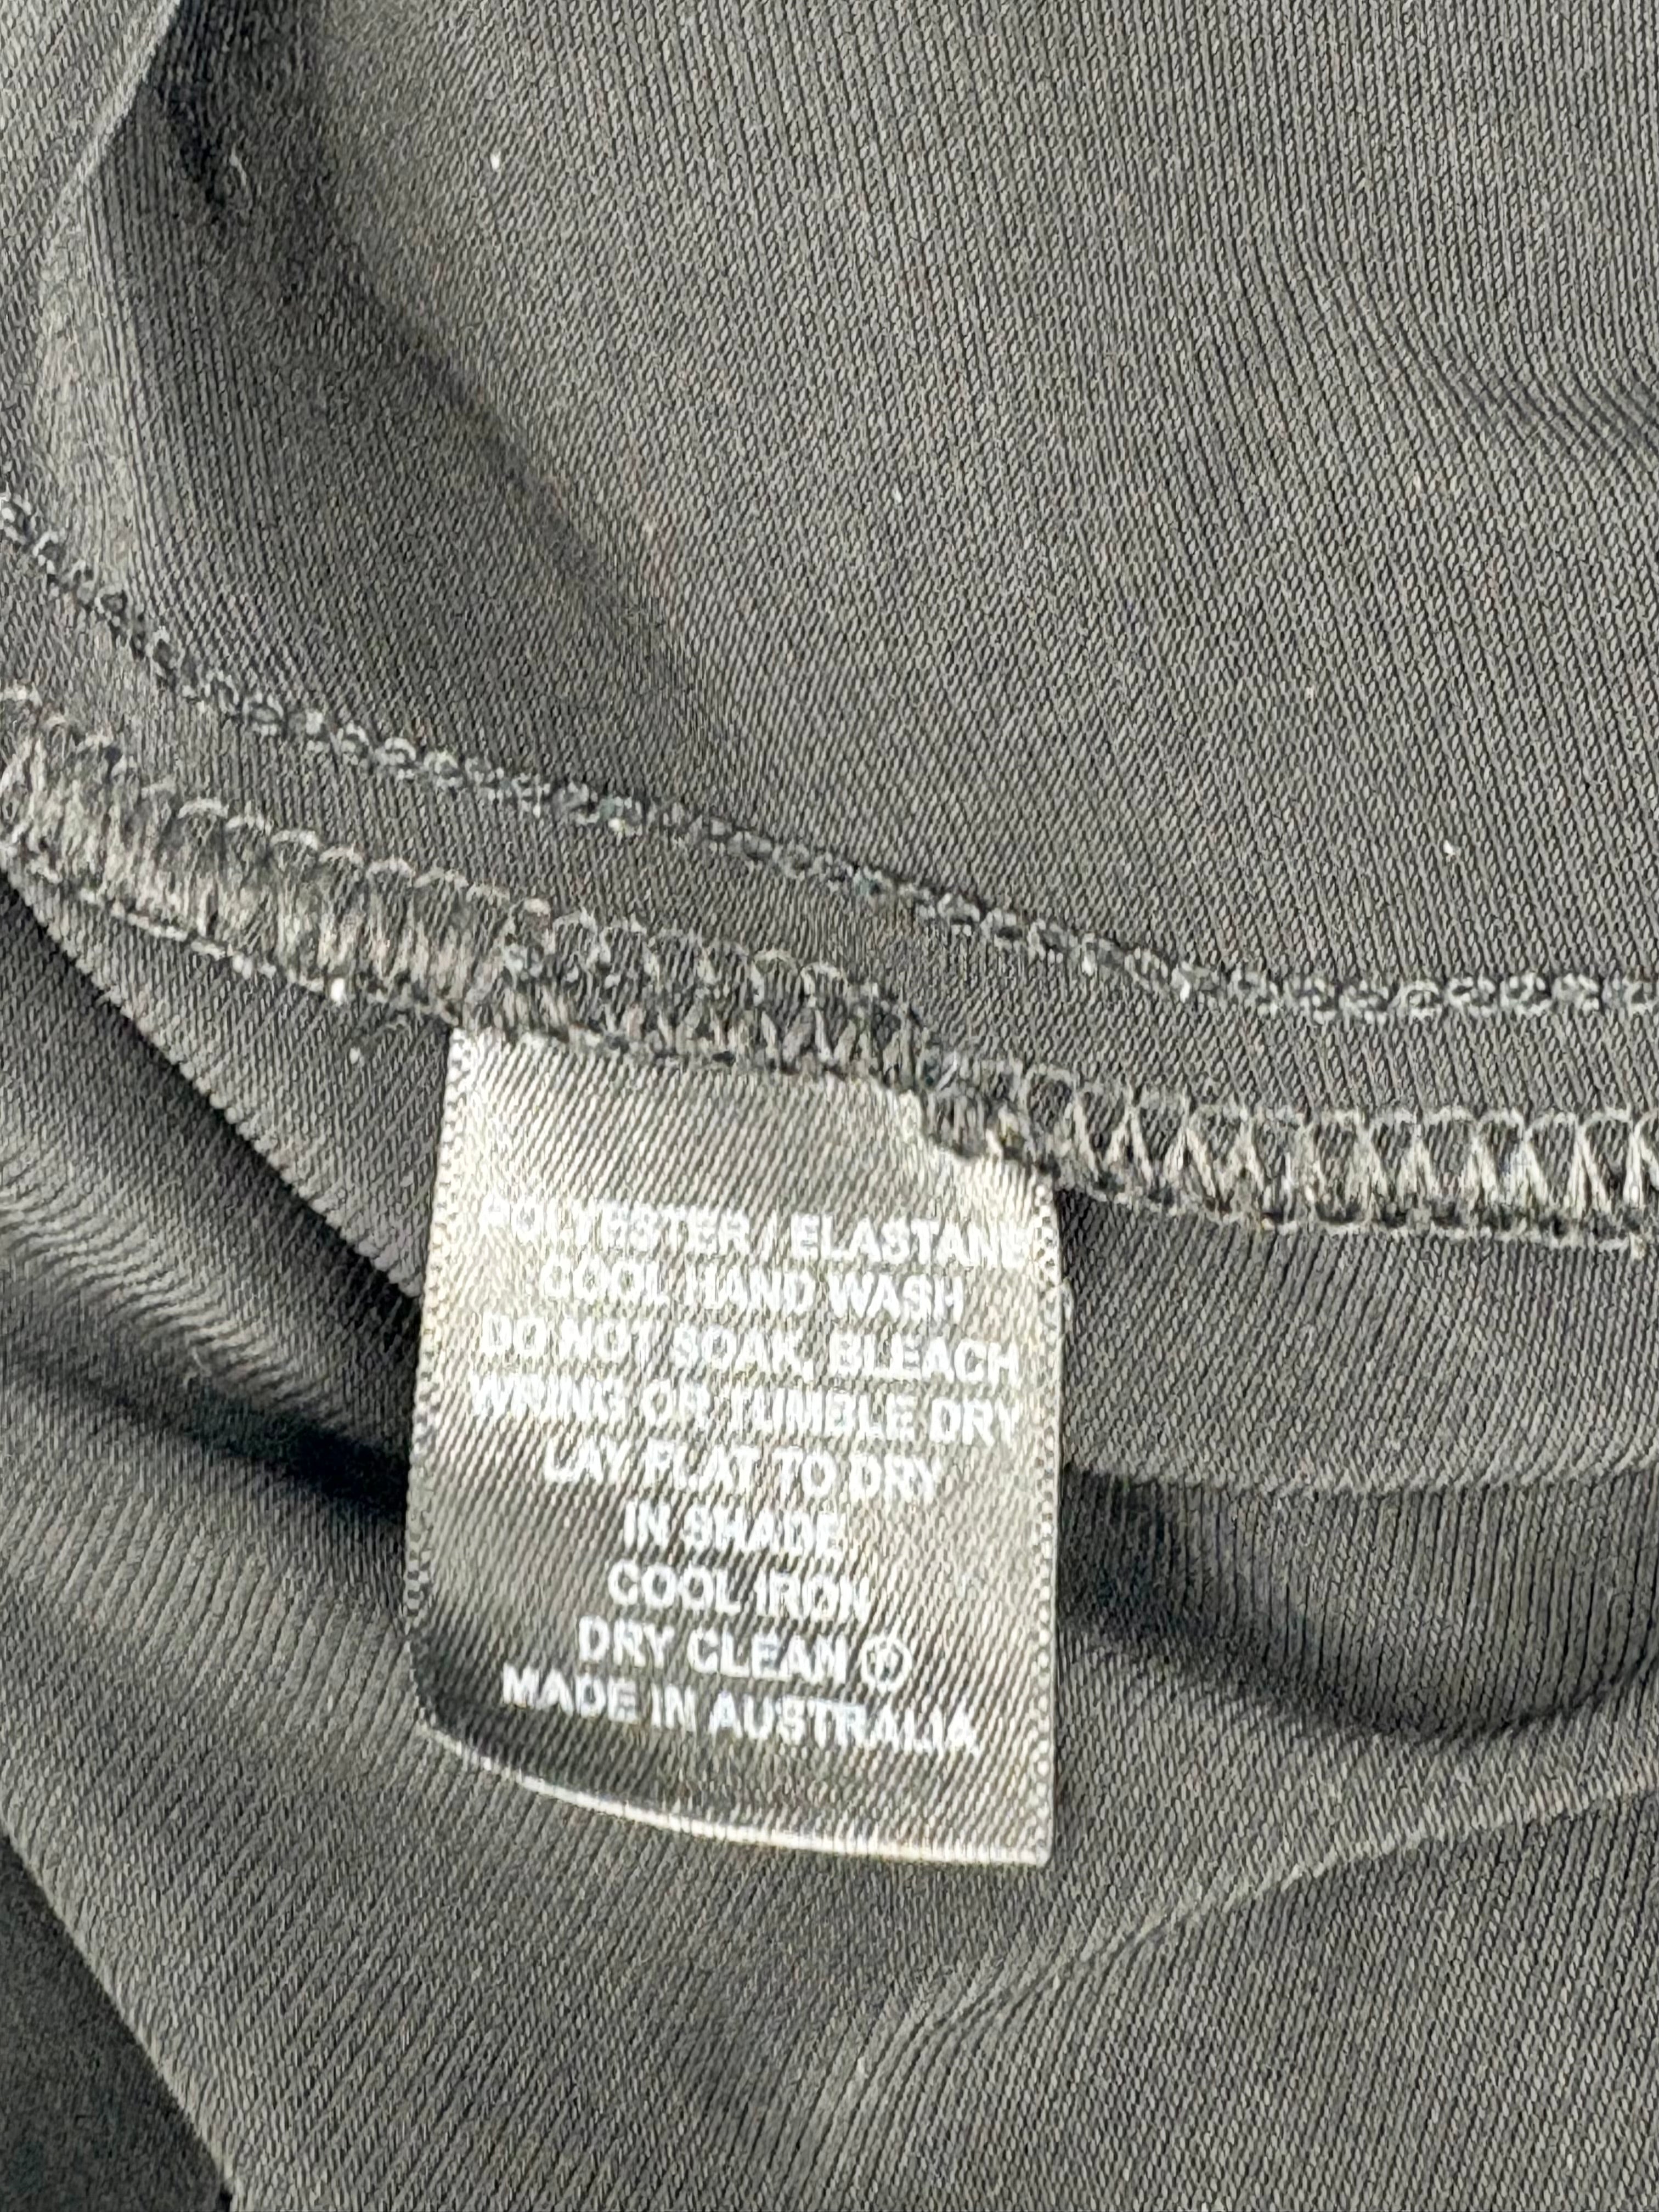 POLYESTER / ELASTANE
COOL HAND WASH
DO NOT SOAK, BLEACH
WRING OR TUMBLE DRY
LAY FLAT TO DRY
IN SHADE
COOL IRON
DRY CLEAN Ⓟ
MADE IN AUSTRALIA